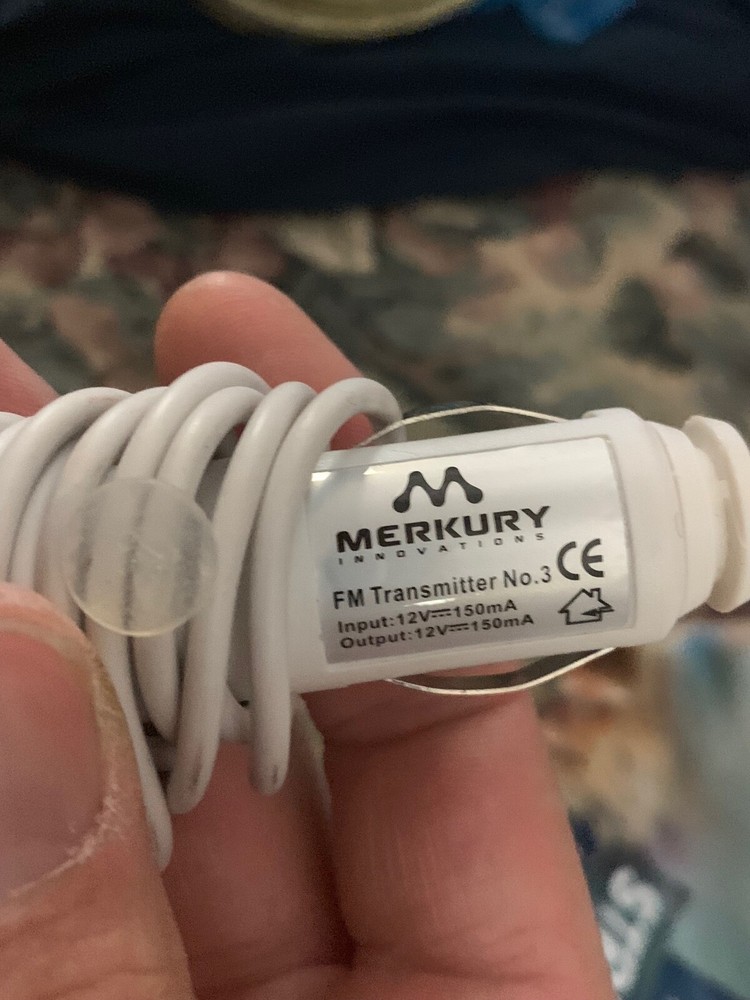 MERKURY
INNOVATIONS
FM Transmitter No.3
CE
Input:12V⎓150mA
Output:12V⎓150mA